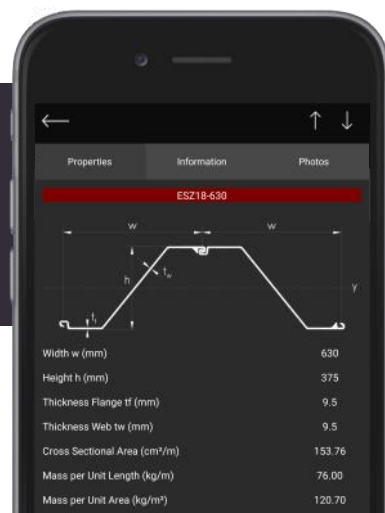 Properties Information Photos
ESZ18-630
w w
h tw y
tf
Width w (mm) 630
Height h (mm) 375
Thickness Flange tf (mm) 9.5
Thickness Web tw (mm) 9.5
Cross Sectional Area (cm²/m) 153.76
Mass per Unit Length (kg/m) 76.00
Mass per Unit Area (kg/m²) 120.70